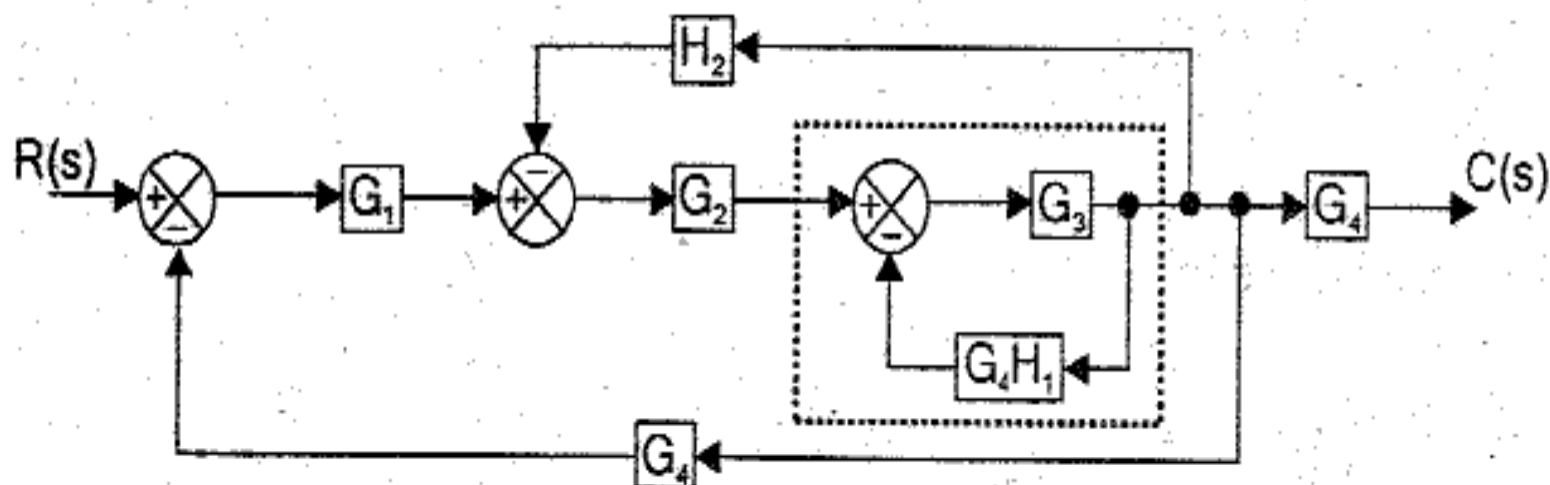 H₂
R(s)
C(s)
+
−
G₁
+
−
G₂
+
−
G₃
G₄
G₄H₁
G₄